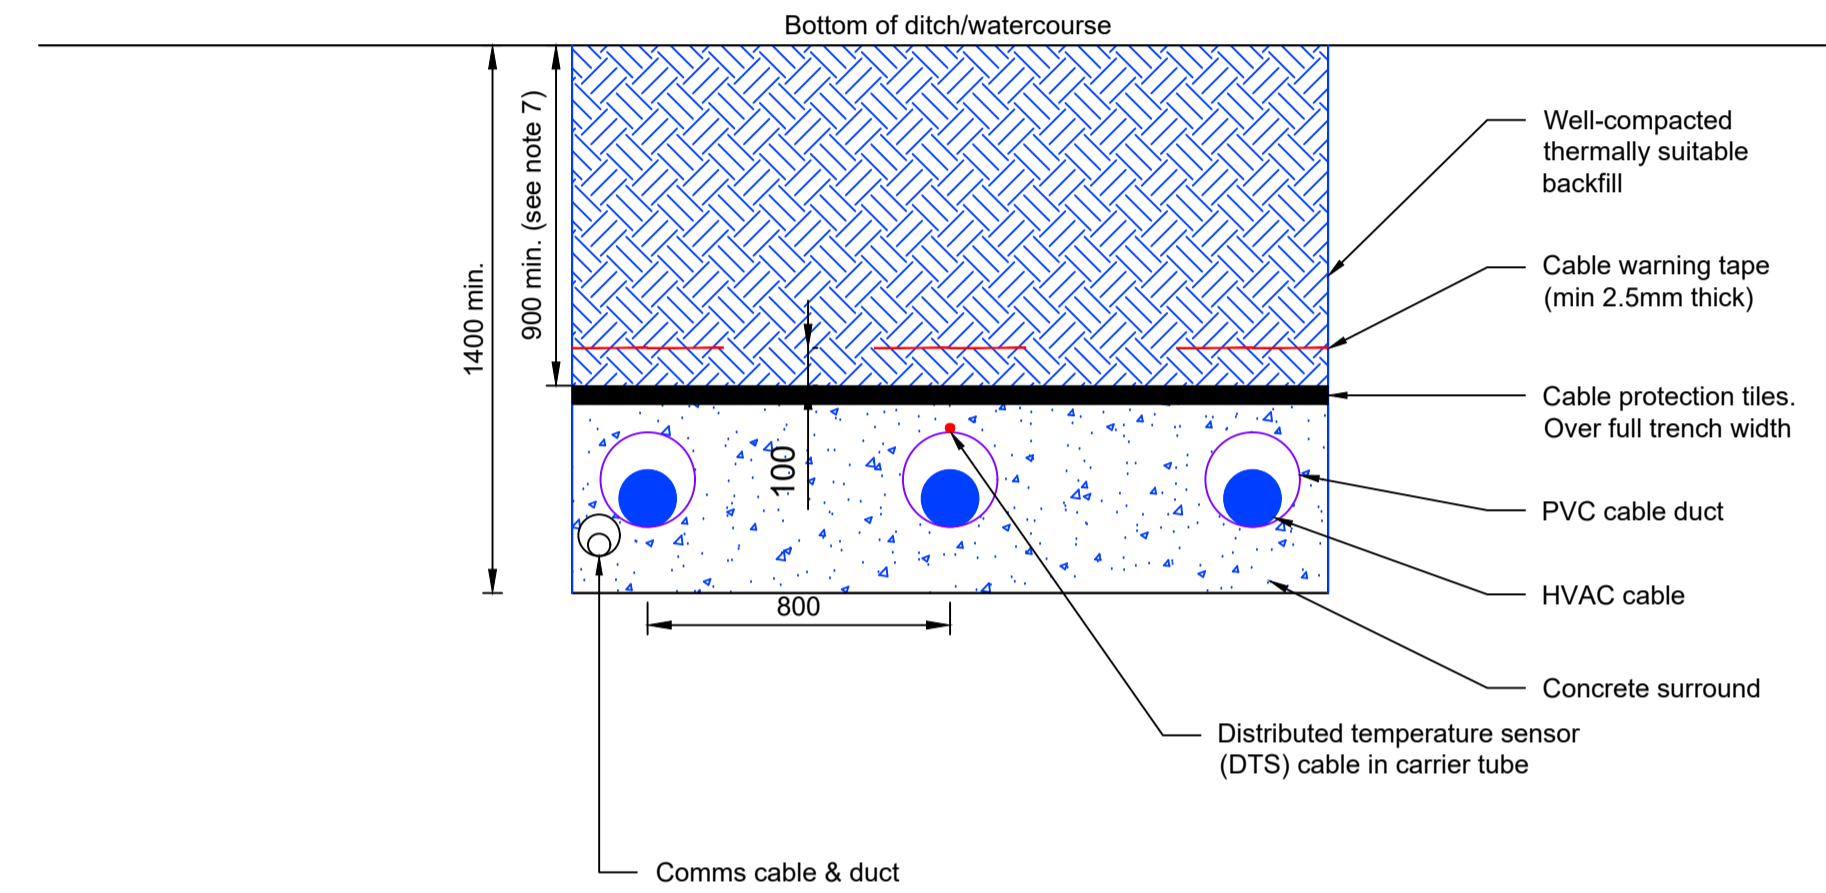 Bottom of ditch/watercourse
1400 min.
900 min. (see note 7)
Well-compacted
thermally suitable
backfill
Cable warning tape
(min 2.5mm thick)
Cable protection tiles.
Over full trench width
100
PVC cable duct
HVAC cable
800
Concrete surround
Distributed temperature sensor
(DTS) cable in carrier tube
Comms cable & duct